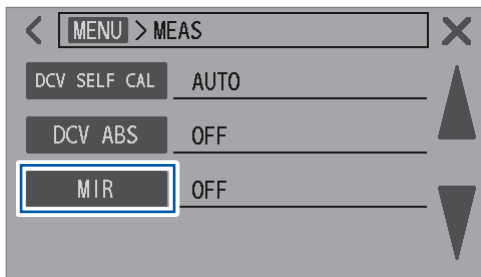 MENU > MEAS
DCV SELF CAL AUTO
DCV ABS OFF
MIR OFF